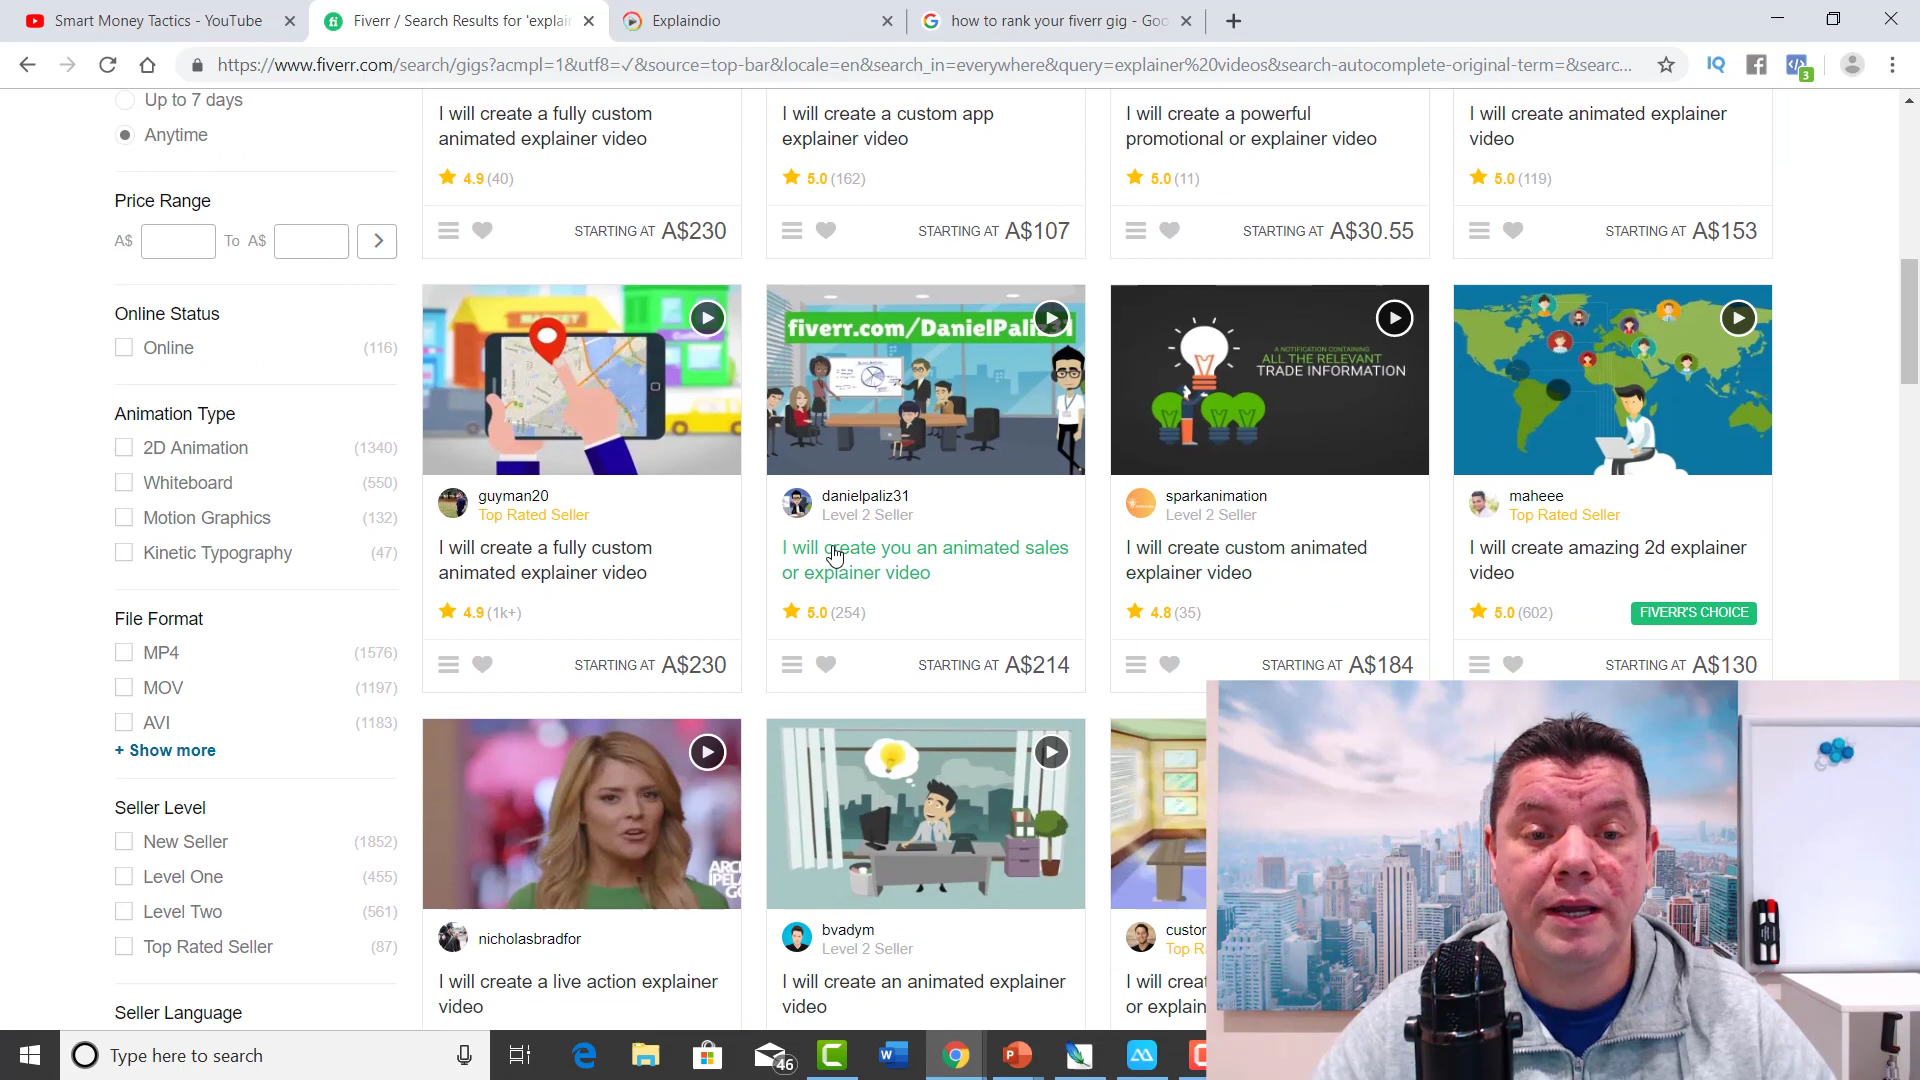 Smart Money Tactics - YouTube
Fiverr / Search Results for 'explai
Explaindio
how to rank your fiverr gig - Goo
https://www.fiverr.com/search/gigs?acmpl=1&utf8=✓&source=top-bar&locale=en&search_in=everywhere&query=explainer%20videos&search-autocomplete-original-term=&searc...
IQ
3
Up to 7 days
Anytime
Price Range
A$ To A$
Online Status
Online (116)
Animation Type
2D Animation (1340)
Whiteboard (550)
Motion Graphics (132)
Kinetic Typography (47)
File Format
MP4 (1576)
MOV (1197)
AVI (1183)
+ Show more
Seller Level
New Seller (1852)
Level One (455)
Level Two (561)
Top Rated Seller (87)
Seller Language
I will create a fully custom
animated explainer video
4.9 (40)
STARTING AT A$230
I will create a custom app
explainer video
5.0 (162)
STARTING AT A$107
I will create a powerful
promotional or explainer video
5.0 (11)
STARTING AT A$30.55
I will create animated explainer
video
5.0 (119)
STARTING AT A$153
MARKET
guyman20
Top Rated Seller
I will create a fully custom
animated explainer video
4.9 (1k+)
STARTING AT A$230
fiverr.com/DanielPaliz31
danielpaliz31
Level 2 Seller
I will create you an animated sales
or explainer video
5.0 (254)
STARTING AT A$214
A NOTIFICATION CONTAINING
ALL THE RELEVANT
TRADE INFORMATION
sparkanimation
Level 2 Seller
I will create custom animated
explainer video
4.8 (35)
STARTING AT A$184
maheee
Top Rated Seller
I will create amazing 2d explainer
video
5.0 (602)
FIVERR'S CHOICE
STARTING AT A$130
nicholasbradfor
I will create a live action explainer
video
bvadym
Level 2 Seller
I will create an animated explainer
video
custor
Top R
I will crea
or explain
Type here to search
46